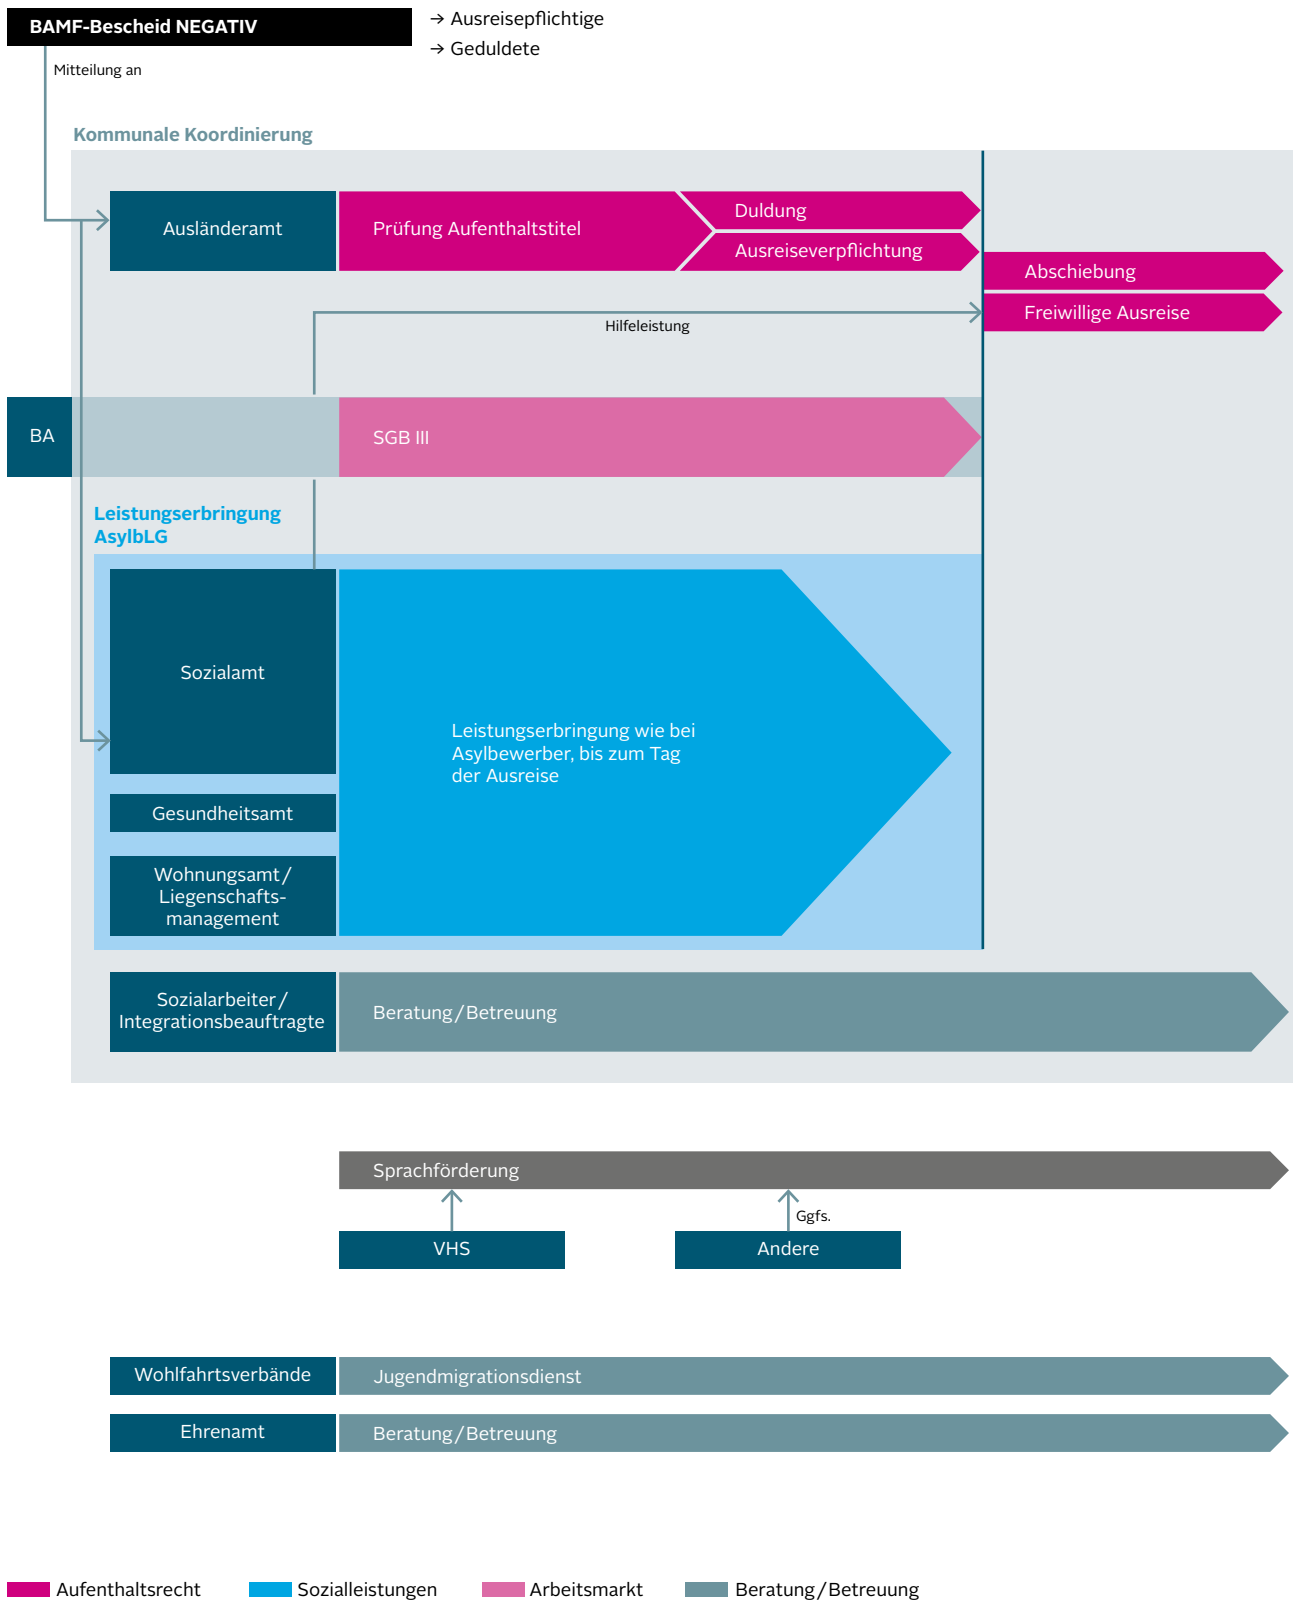 BAMF-Bescheid NEGATIV
→ Ausreisepflichtige
→ Geduldete
Mitteilung an
Kommunale Koordinierung
Ausländeramt
Prüfung Aufenthaltstitel
Duldung
Ausreiseverpflichtung
Abschiebung
Freiwillige Ausreise
Hilfeleistung
BA
SGB III
Leistungserbringung
AsylbLG
Sozialamt
Leistungserbringung wie bei
Asylbewerber, bis zum Tag
der Ausreise
Gesundheitsamt
Wohnungsamt/
Liegenschafts-
management
Sozialarbeiter/
Integrationsbeauftragte
Beratung/Betreuung
Sprachförderung
Ggfs.
VHS
Andere
Wohlfahrtsverbände
Jugendmigrationsdienst
Ehrenamt
Beratung/Betreuung
Aufenthaltsrecht
Sozialleistungen
Arbeitsmarkt
Beratung/Betreuung